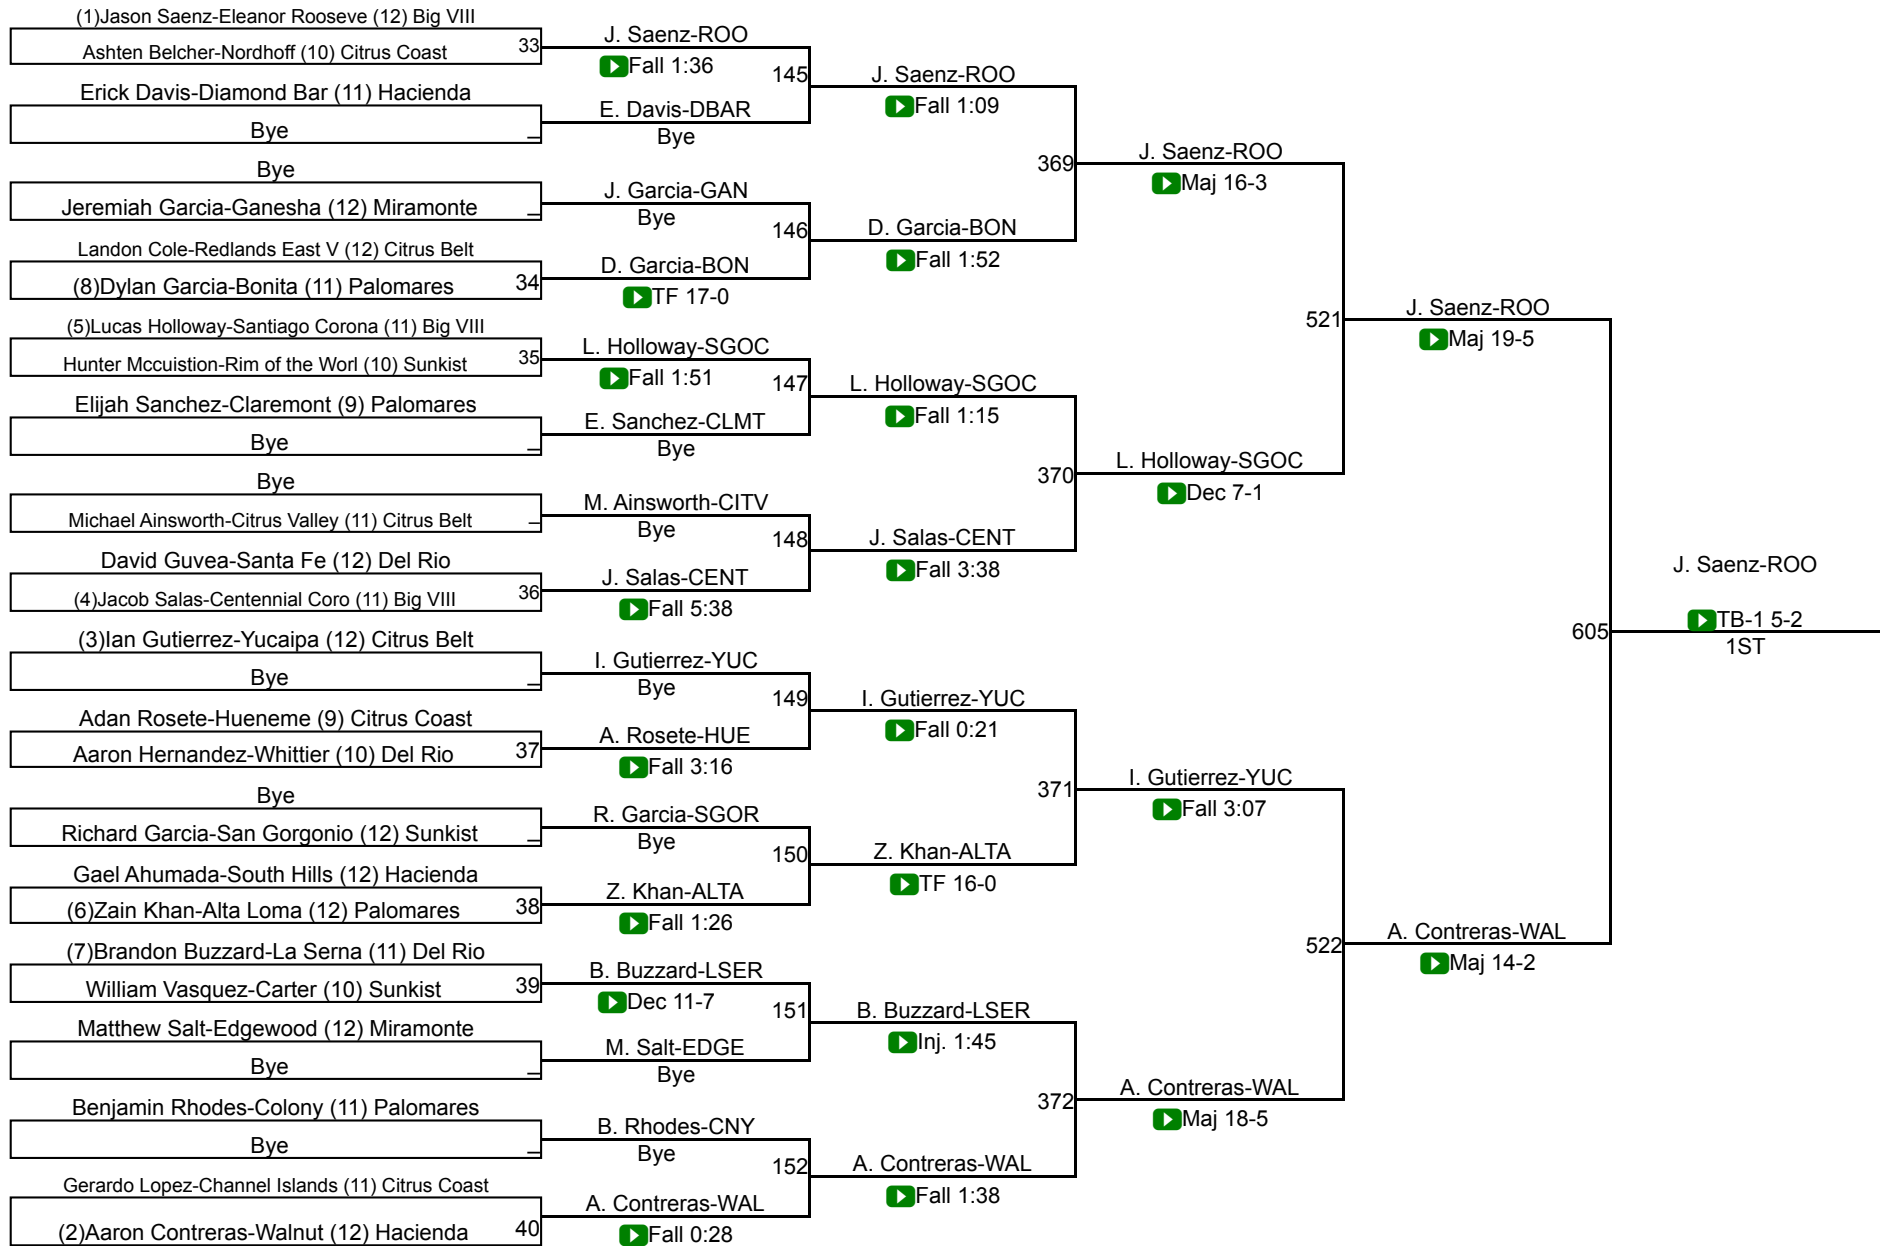 (1)Jason Saenz-Eleanor Rooseve (12) Big VIII
Ashten Belcher-Nordhoff (10) Citrus Coast 33
Erick Davis-Diamond Bar (11) Hacienda
Bye _
Bye
Jeremiah Garcia-Ganesha (12) Miramonte _
Landon Cole-Redlands East V (12) Citrus Belt
(8)Dylan Garcia-Bonita (11) Palomares 34
(5)Lucas Holloway-Santiago Corona (11) Big VIII
Hunter Mccuistion-Rim of the Worl (10) Sunkist 35
Elijah Sanchez-Claremont (9) Palomares
Bye _
Bye
Michael Ainsworth-Citrus Valley (11) Citrus Belt _
David Guvea-Santa Fe (12) Del Rio
(4)Jacob Salas-Centennial Coro (11) Big VIII 36
(3)Ian Gutierrez-Yucaipa (12) Citrus Belt
Bye _
Adan Rosete-Hueneme (9) Citrus Coast
Aaron Hernandez-Whittier (10) Del Rio 37
Bye
Richard Garcia-San Gorgonio (12) Sunkist _
Gael Ahumada-South Hills (12) Hacienda
(6)Zain Khan-Alta Loma (12) Palomares 38
(7)Brandon Buzzard-La Serna (11) Del Rio
William Vasquez-Carter (10) Sunkist 39
Matthew Salt-Edgewood (12) Miramonte
Bye _
Benjamin Rhodes-Colony (11) Palomares
Bye _
Gerardo Lopez-Channel Islands (11) Citrus Coast
(2)Aaron Contreras-Walnut (12) Hacienda 40
J. Saenz-ROO
Fall 1:36
145
E. Davis-DBAR
Bye
J. Garcia-GAN
Bye
146
D. Garcia-BON
TF 17-0
L. Holloway-SGOC
Fall 1:51
147
E. Sanchez-CLMT
Bye
M. Ainsworth-CITV
Bye
148
J. Salas-CENT
Fall 5:38
I. Gutierrez-YUC
Bye
149
A. Rosete-HUE
Fall 3:16
R. Garcia-SGOR
Bye
150
Z. Khan-ALTA
Fall 1:26
B. Buzzard-LSER
Dec 11-7
151
M. Salt-EDGE
Bye
B. Rhodes-CNY
Bye
152
A. Contreras-WAL
Fall 0:28
J. Saenz-ROO
Fall 1:09
369
D. Garcia-BON
Fall 1:52
L. Holloway-SGOC
Fall 1:15
370
J. Salas-CENT
Fall 3:38
I. Gutierrez-YUC
Fall 0:21
371
Z. Khan-ALTA
TF 16-0
B. Buzzard-LSER
Inj. 1:45
372
A. Contreras-WAL
Fall 1:38
J. Saenz-ROO
Maj 16-3
521
L. Holloway-SGOC
Dec 7-1
I. Gutierrez-YUC
Fall 3:07
522
A. Contreras-WAL
Maj 18-5
J. Saenz-ROO
Maj 19-5
605
A. Contreras-WAL
Maj 14-2
J. Saenz-ROO
TB-1 5-2
1ST